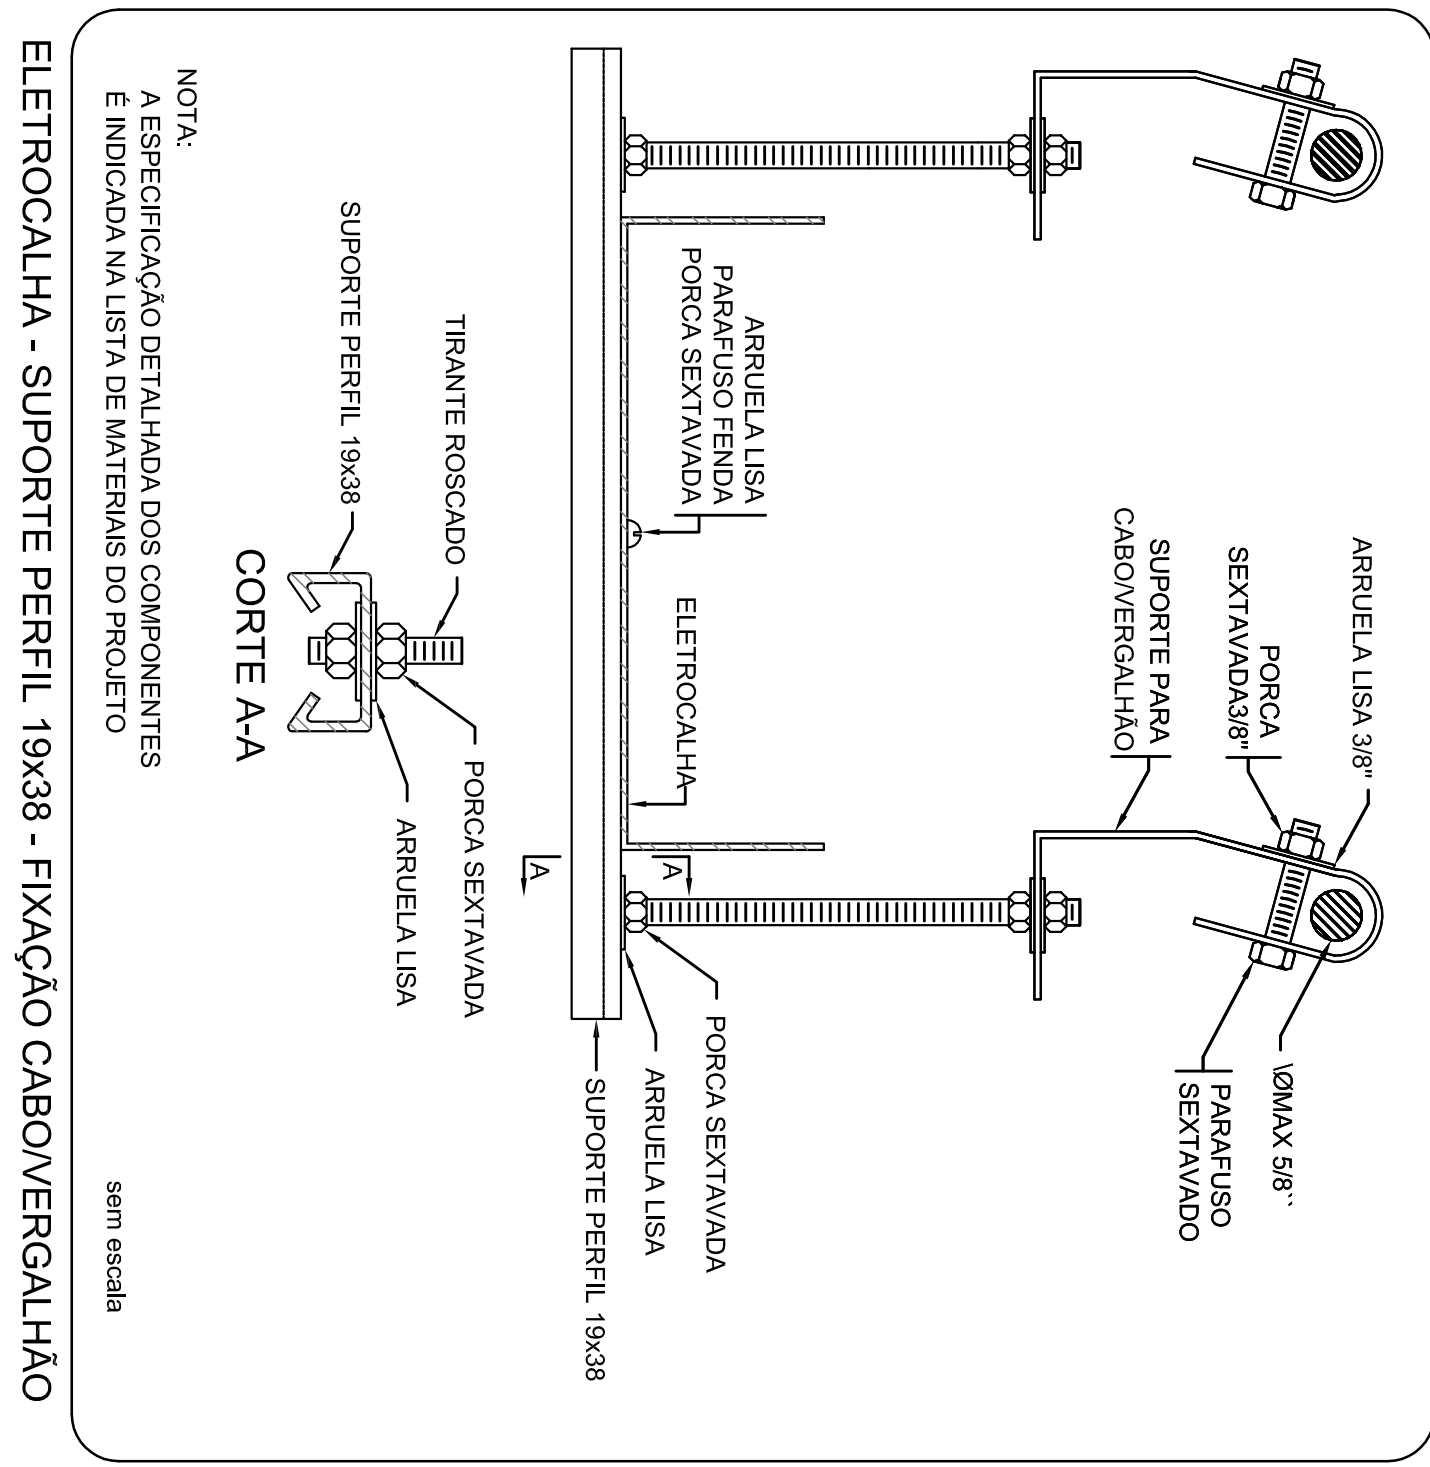 ARRUELA LISA 3/8"
PORCA
SEXTAVADA3/8"
SUPORTE PARA
CABO/VERGALHÃO
\ØMAX 5/8``
PARAFUSO
SEXTAVADO
ARRUELA LISA
PARAFUSO FENDA
PORCA SEXTAVADA
ELETROCALHA
A
A
PORCA SEXTAVADA
ARRUELA LISA
SUPORTE PERFIL 19x38
TIRANTE ROSCADO
PORCA SEXTAVADA
ARRUELA LISA
SUPORTE PERFIL 19x38
CORTE A-A
NOTA:
A ESPECIFICAÇÃO DETALHADA DOS COMPONENTES
É INDICADA NA LISTA DE MATERIAIS DO PROJETO
sem escala
ELETROCALHA - SUPORTE PERFIL 19x38 - FIXAÇÃO CABO/VERGALHÃO